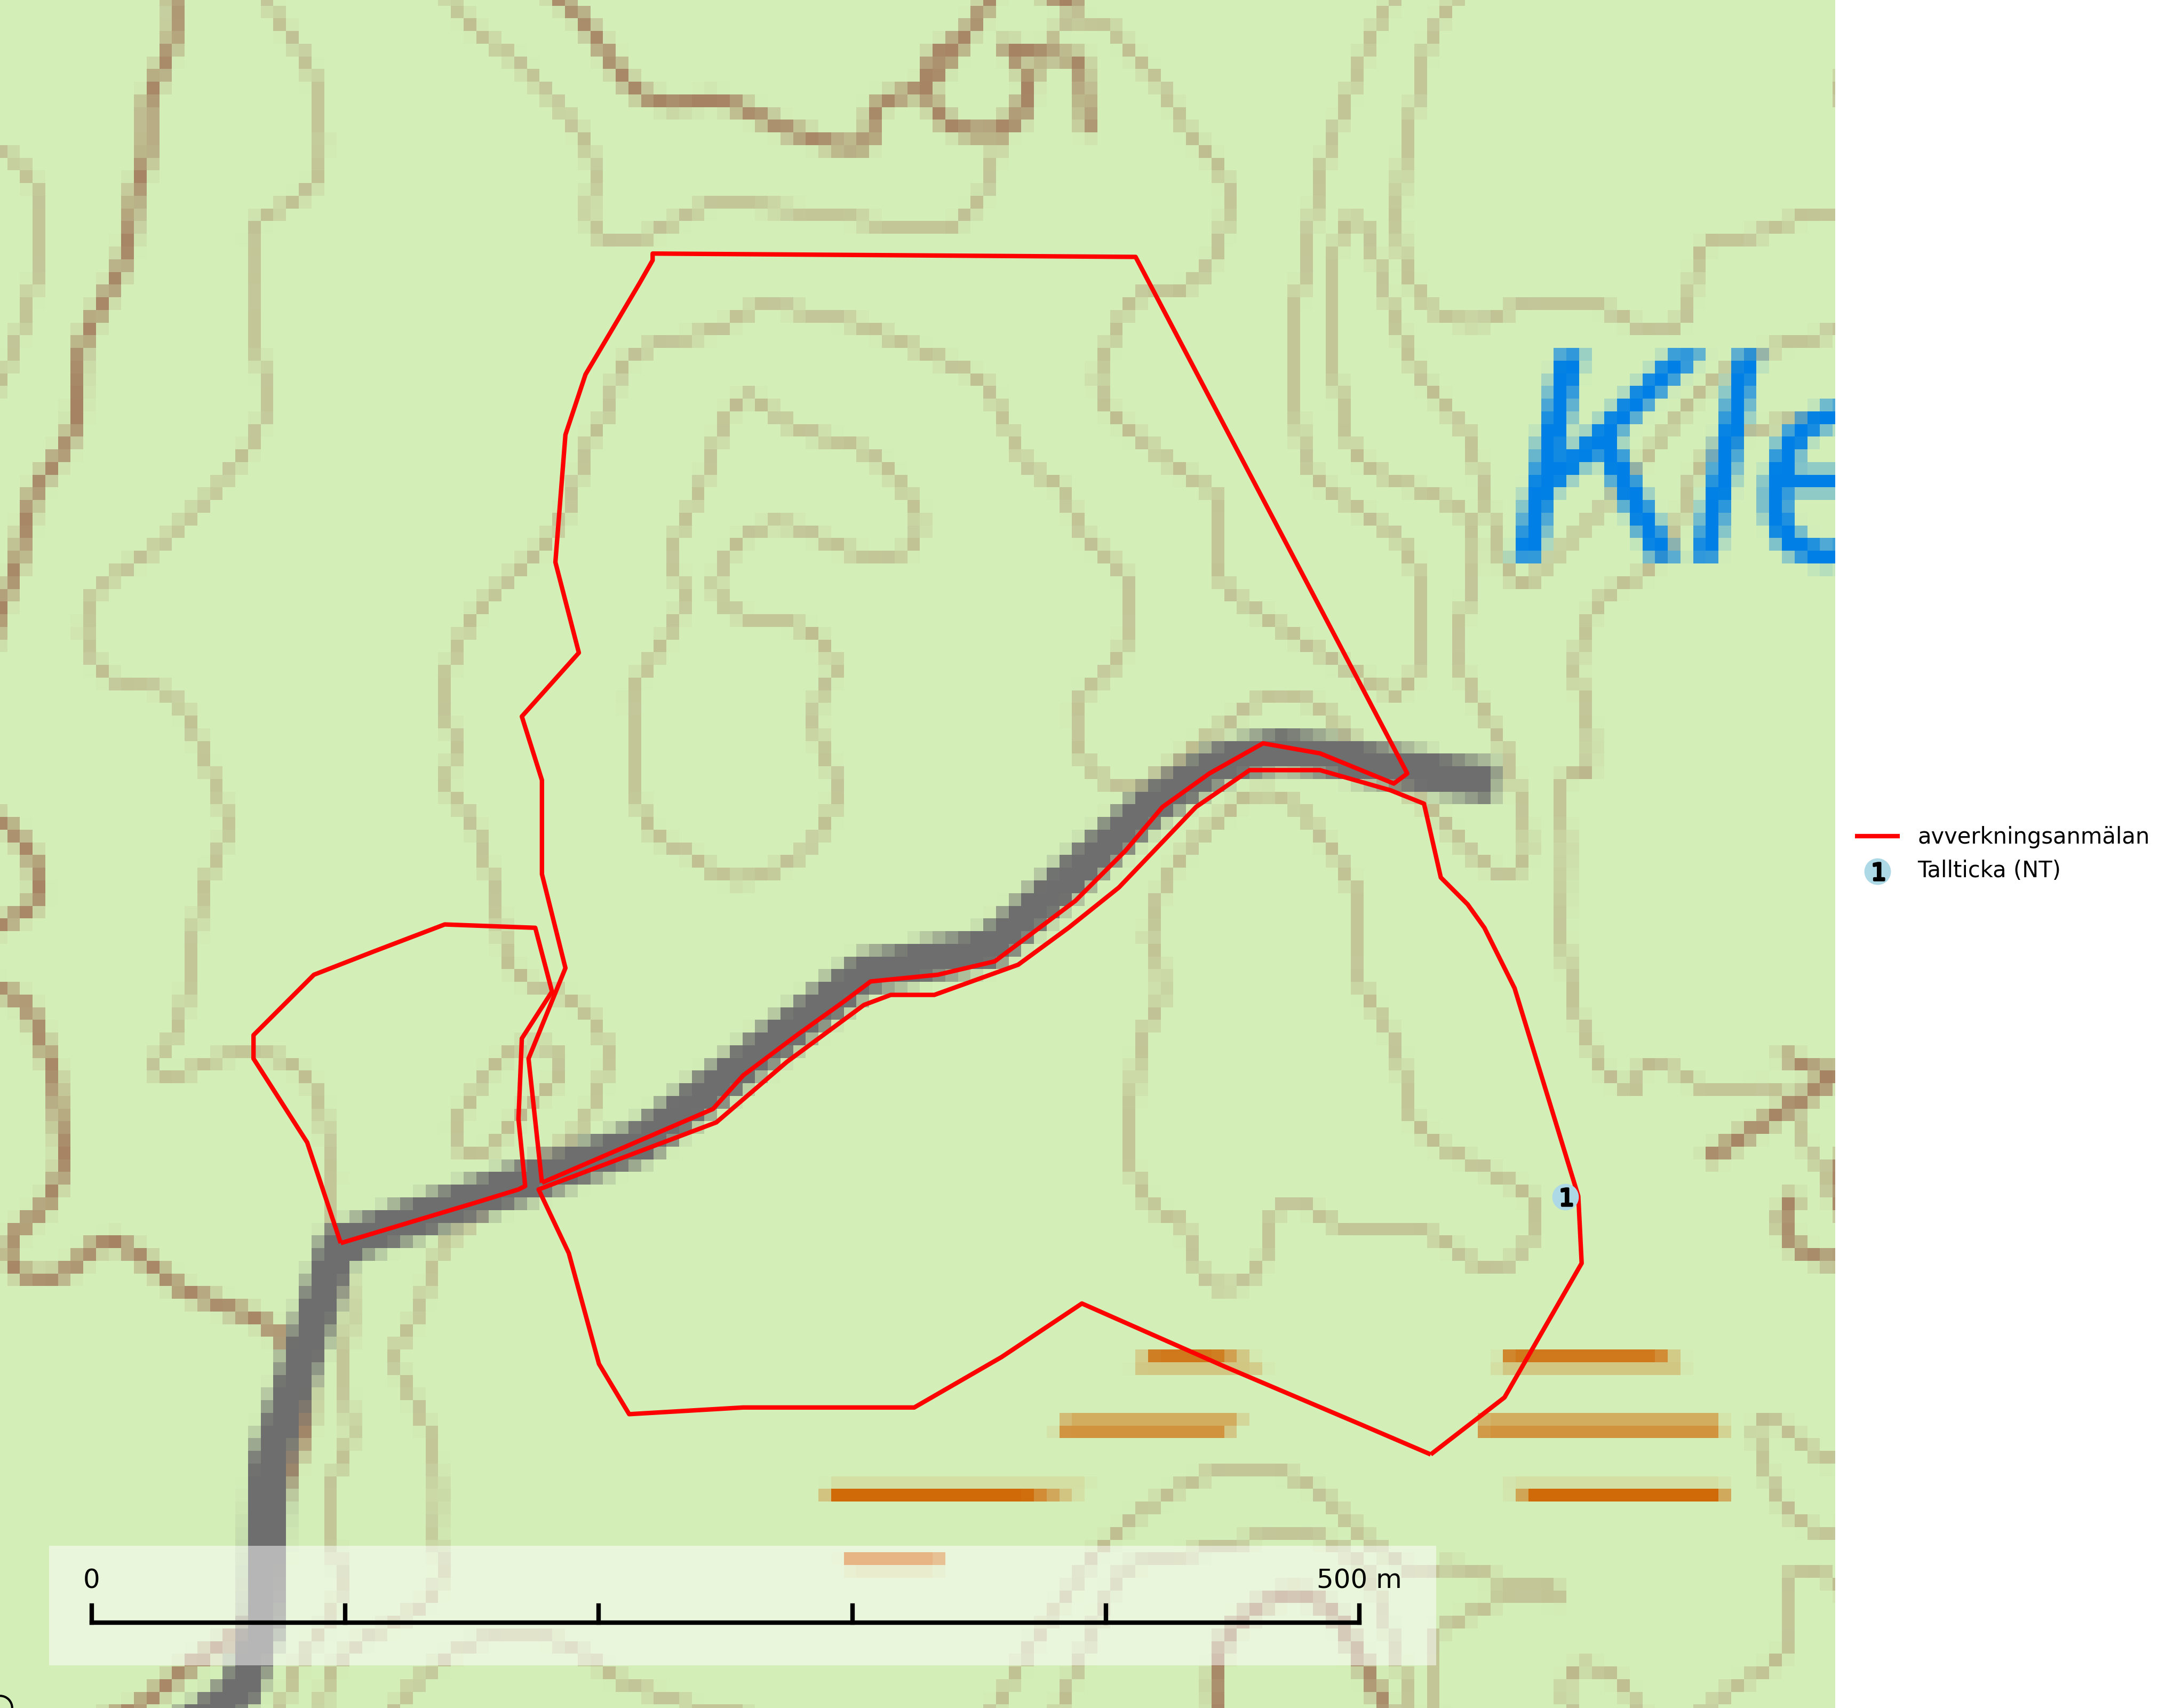 Kle
avverkningsanmälan
1 Tallticka (NT)
1
0 500 m